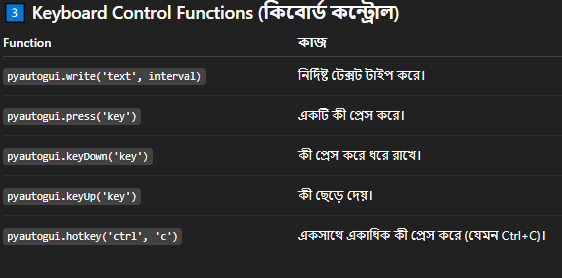 3 Keyboard Control Functions (কিবোর্ড কন্ট্রোল)
Function কাজ
pyautogui.write('text', interval) নির্দিষ্ট টেক্সট টাইপ করে।
pyautogui.press('key') একটি কী প্রেস করে।
pyautogui.keyDown('key') কী প্রেস করে ধরে রাখে।
pyautogui.keyUp('key') কী ছেড়ে দেয়।
pyautogui.hotkey('ctrl', 'c') একসাথে একাধিক কী প্রেস করে (যেমন Ctrl+C)।